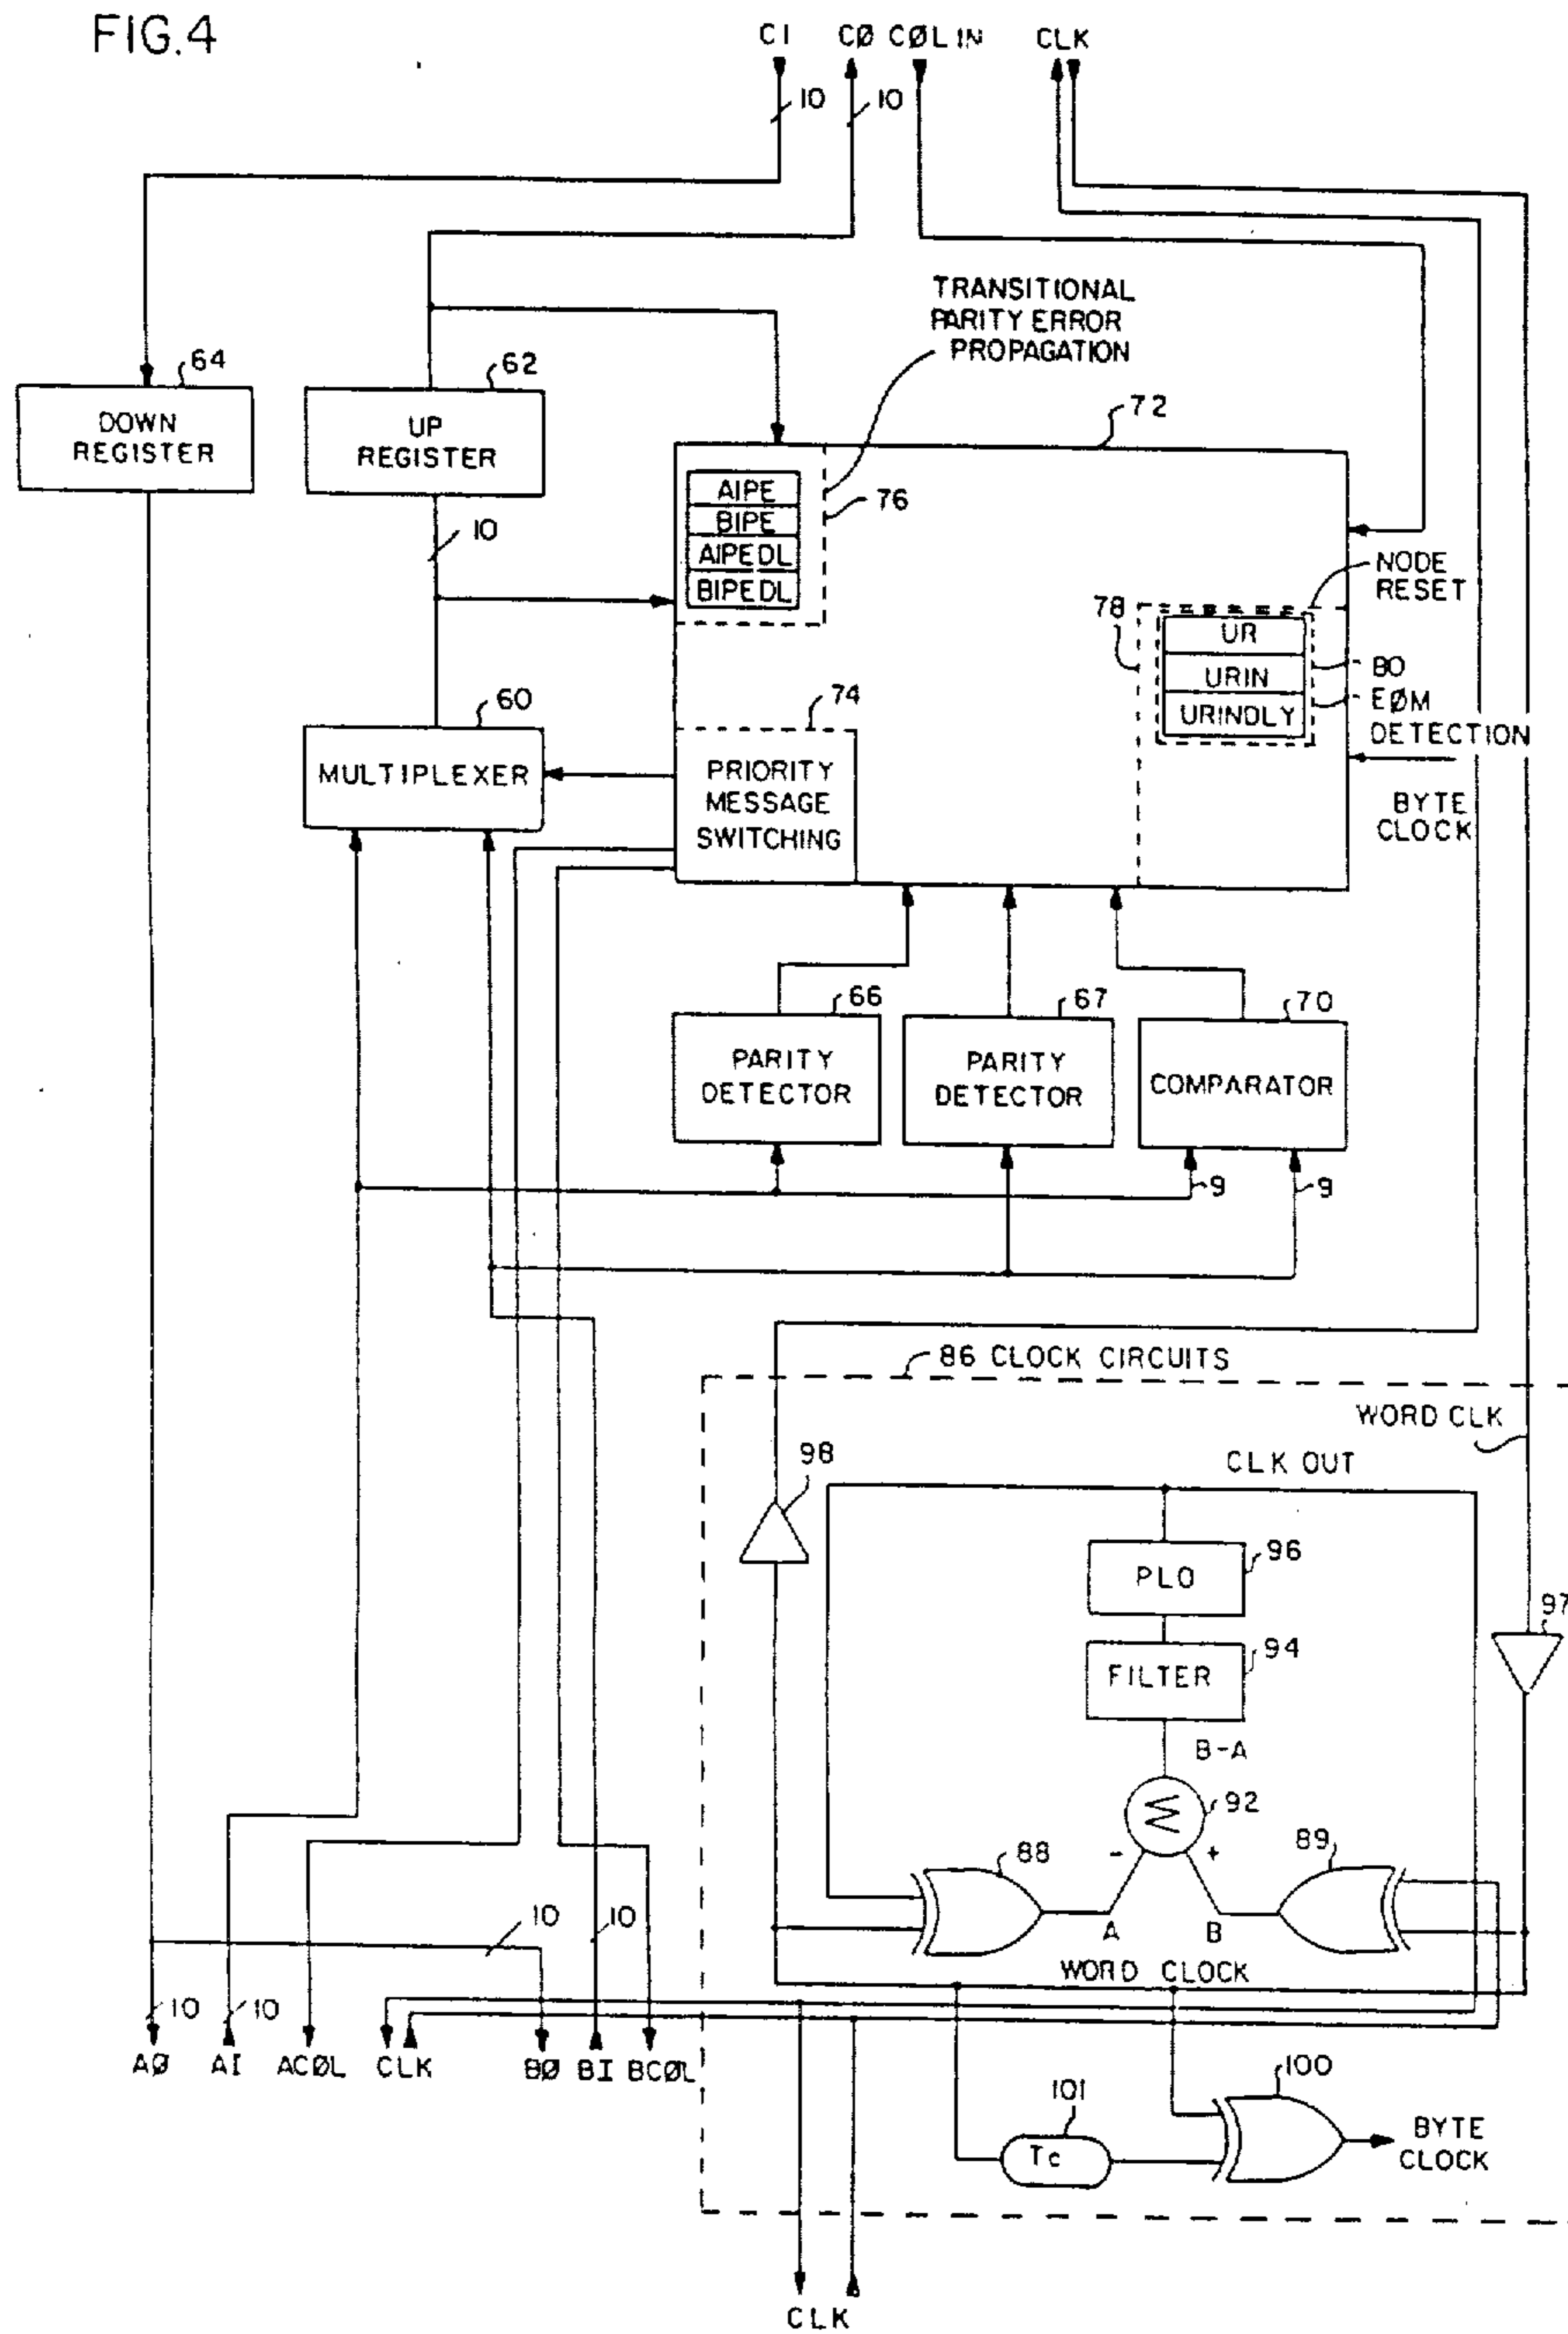 FIG.4
CI CØ CØL IN CLK
10 10
TRANSITIONAL
PARITY ERROR
PROPAGATION
64
DOWN
REGISTER
62
UP
REGISTER
10
72
AIPE
BIPE
AIPEDL
BIPEDL
76
NODE
RESET
78
UR
URIN
URINDLY
80
EØM
DETECTION
BYTE
CLOCK
60
MULTIPLEXER
74
PRIORITY
MESSAGE
SWITCHING
66
PARITY
DETECTOR
67
PARITY
DETECTOR
70
COMPARATOR
9 9
86 CLOCK CIRCUITS
WORD CLK
98
CLK OUT
PLO
96
97
FILTER
94
B-A
92
- +
88
89
A B
WORD CLOCK
10 10
10 10
AØ AI ACØL CLK BØ BI BCØL
101
Tc
100
BYTE
CLOCK
CLK